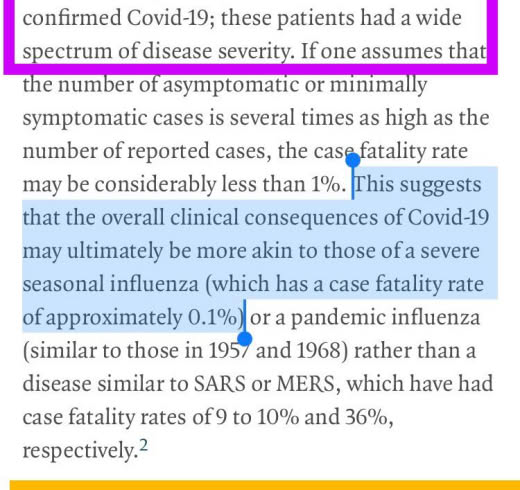 confirmed Covid-19; these patients had a wide
spectrum of disease severity. If one assumes that
the number of asymptomatic or minimally
symptomatic cases is several times as high as the
number of reported cases, the case fatality rate
may be considerably less than 1%. This suggests
that the overall clinical consequences of Covid-19
may ultimately be more akin to those of a severe
seasonal influenza (which has a case fatality rate
of approximately 0.1%) or a pandemic influenza
(similar to those in 1957 and 1968) rather than a
disease similar to SARS or MERS, which have had
case fatality rates of 9 to 10% and 36%,
respectively.2